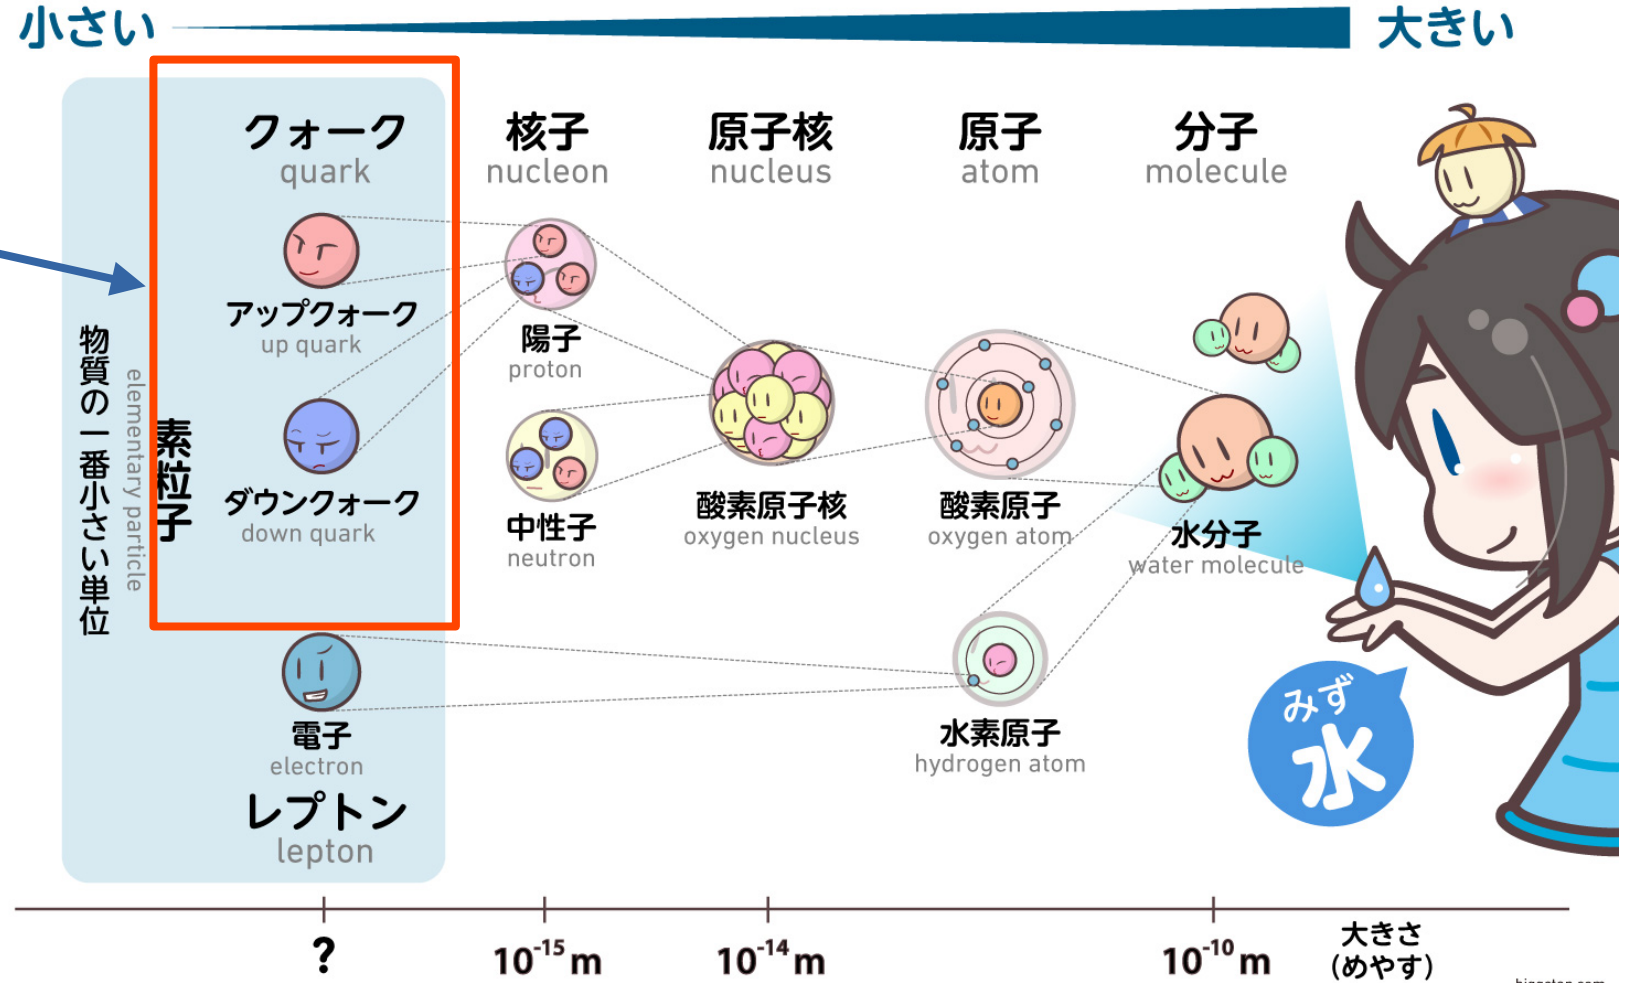 小さい
大きい
クォーク
quark
核子
nucleon
原子核
nucleus
原子
atom
分子
molecule
アップクォーク
up quark
ダウンクォーク
down quark
物質の一番小さい単位
elementary particle
素粒子
陽子
proton
中性子
neutron
酸素原子核
oxygen nucleus
酸素原子
oxygen atom
水分子
water molecule
電子
electron
レプトン
lepton
水素原子
hydrogen atom
みず
水
?
10⁻¹⁵ m
10⁻¹⁴ m
10⁻¹⁰ m
大きさ
(めやす)